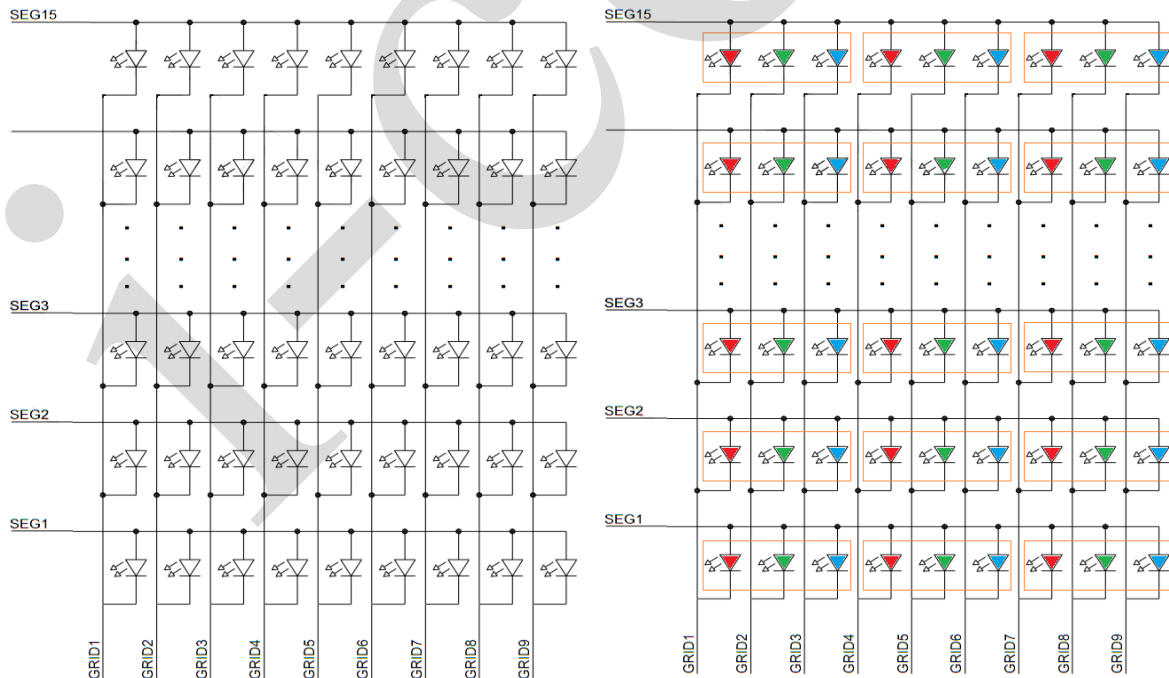 SEG15
SEG3
SEG2
SEG1
GRID1
GRID2
GRID3
GRID4
GRID5
GRID6
GRID7
GRID8
GRID9
SEG15
SEG3
SEG2
SEG1
GRID1
GRID2
GRID3
GRID4
GRID5
GRID6
GRID7
GRID8
GRID9